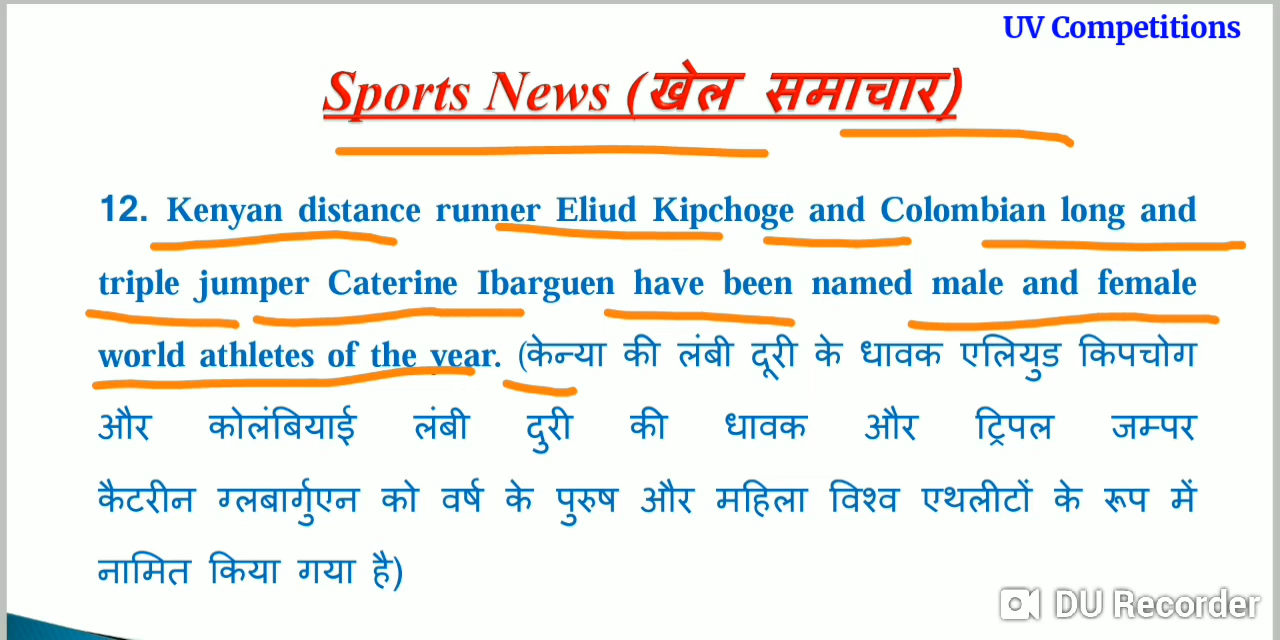 UV Competitions
Sports News (खेल समाचार)
12. Kenyan distance runner Eliud Kipchoge and Colombian long and
triple jumper Caterine Ibarguen have been named male and female
world athletes of the year. (केन्या की लंबी दूरी के धावक एलियुड किपचोग
और कोलंबियाई लंबी दुरी की धावक और ट्रिपल जम्पर
कैटरीन ग्लबार्गुएन को वर्ष के पुरुष और महिला विश्व एथलीटों के रूप में
नामित किया गया है)
DU Recorder